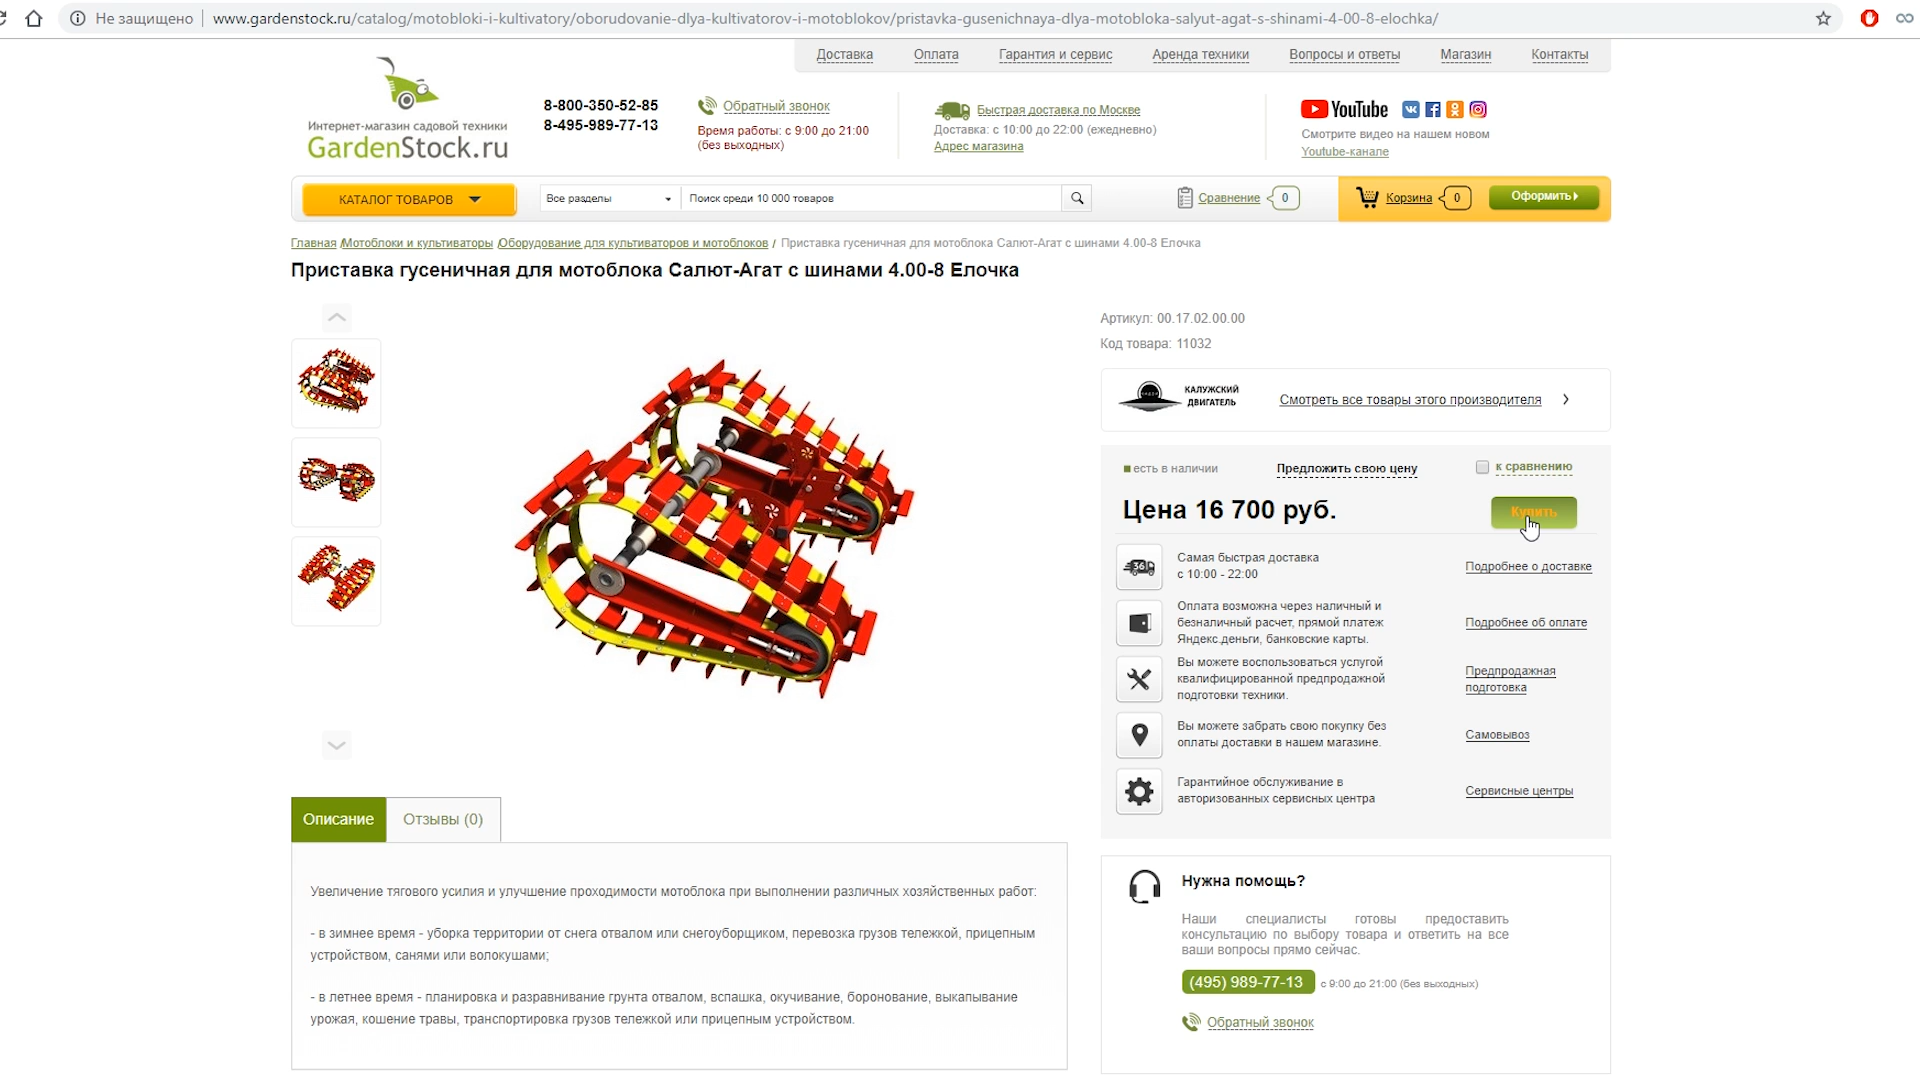 Не защищено
www.gardenstock.ru/catalog/motobloki-i-kultivatory/oborudovanie-dlya-kultivatorov-i-motoblokov/pristavka-gusenichnaya-dlya-motobloka-salyut-agat-s-shinami-4-00-8-elochka/
Доставка
Оплата
Гарантия и сервис
Аренда техники
Вопросы и ответы
Магазин
Контакты
Интернет-магазин садовой техники
GardenStock.ru
8-800-350-52-85
8-495-989-77-13
Обратный звонок
Время работы: с 9:00 до 21:00
(без выходных)
Быстрая доставка по Москве
Доставка: с 10:00 до 22:00 (ежедневно)
Адрес магазина
YouTube
Смотрите видео на нашем новом
Youtube-канале
КАТАЛОГ ТОВАРОВ
Все разделы
Поиск среди 10 000 товаров
Сравнение
0
Корзина
0
Оформить
Главная / Мотоблоки и культиваторы / Оборудование для культиваторов и мотоблоков / Приставка гусеничная для мотоблока Салют-Агат с шинами 4.00-8 Елочка
Приставка гусеничная для мотоблока Салют-Агат с шинами 4.00-8 Елочка
Артикул: 00.17.02.00.00
Код товара: 11032
КАЛУЖСКИЙ
ДВИГАТЕЛЬ
Смотреть все товары этого производителя
есть в наличии
Предложить свою цену
к сравнению
Цена 16 700 руб.
Купить
36
Самая быстрая доставка
с 10:00 - 22:00
Подробнее о доставке
Оплата возможна через наличный и
безналичный расчет, прямой платеж
Яндекс.деньги, банковские карты.
Подробнее об оплате
Вы можете воспользоваться услугой
квалифицированной предпродажной
подготовки техники.
Предпродажная
подготовка
Вы можете забрать свою покупку без
оплаты доставки в нашем магазине.
Самовывоз
Гарантийное обслуживание в
авторизованных сервисных центра
Сервисные центры
Описание
Отзывы (0)
Увеличение тягового усилия и улучшение проходимости мотоблока при выполнении различных хозяйственных работ:
- в зимнее время - уборка территории от снега отвалом или снегоуборщиком, перевозка грузов тележкой, прицепным
устройством, санями или волокушами;
- в летнее время - планировка и разравнивание грунта отвалом, вспашка, окучивание, боронование, выкапывание
урожая, кошение травы, транспортировка грузов тележкой или прицепным устройством.
Нужна помощь?
Наши специалисты готовы предоставить
консультацию по выбору товара и ответить на все
ваши вопросы прямо сейчас.
(495) 989-77-13
с 9:00 до 21:00 (без выходных)
Обратный звонок